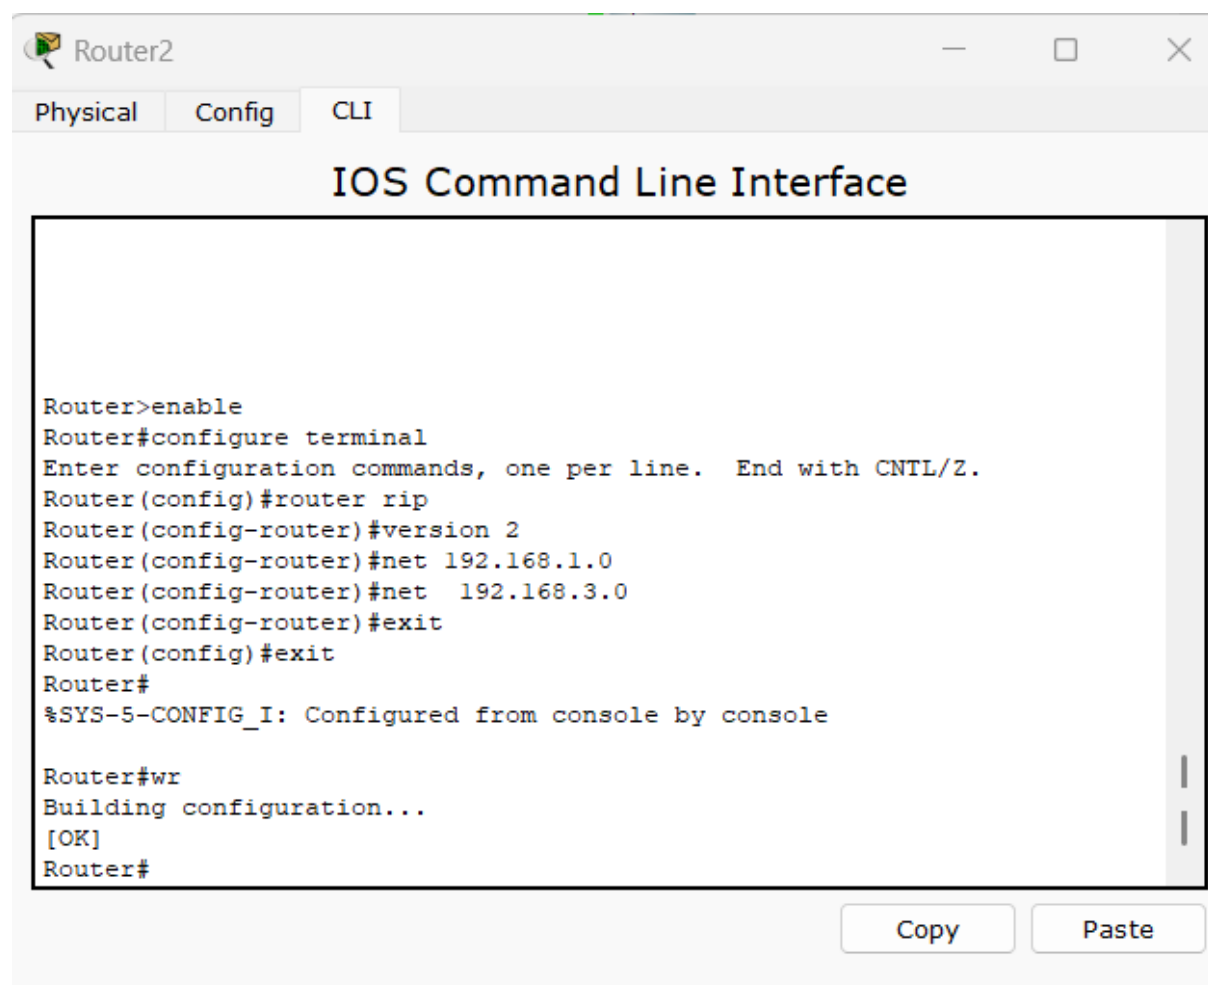 Router2
Physical Config CLI
IOS Command Line Interface
Router>enable
Router#configure terminal
Enter configuration commands, one per line.  End with CNTL/Z.
Router(config)#router rip
Router(config-router)#version 2
Router(config-router)#net 192.168.1.0
Router(config-router)#net  192.168.3.0
Router(config-router)#exit
Router(config)#exit
Router#
%SYS-5-CONFIG_I: Configured from console by console
Router#wr
Building configuration...
[OK]
Router#
Copy Paste